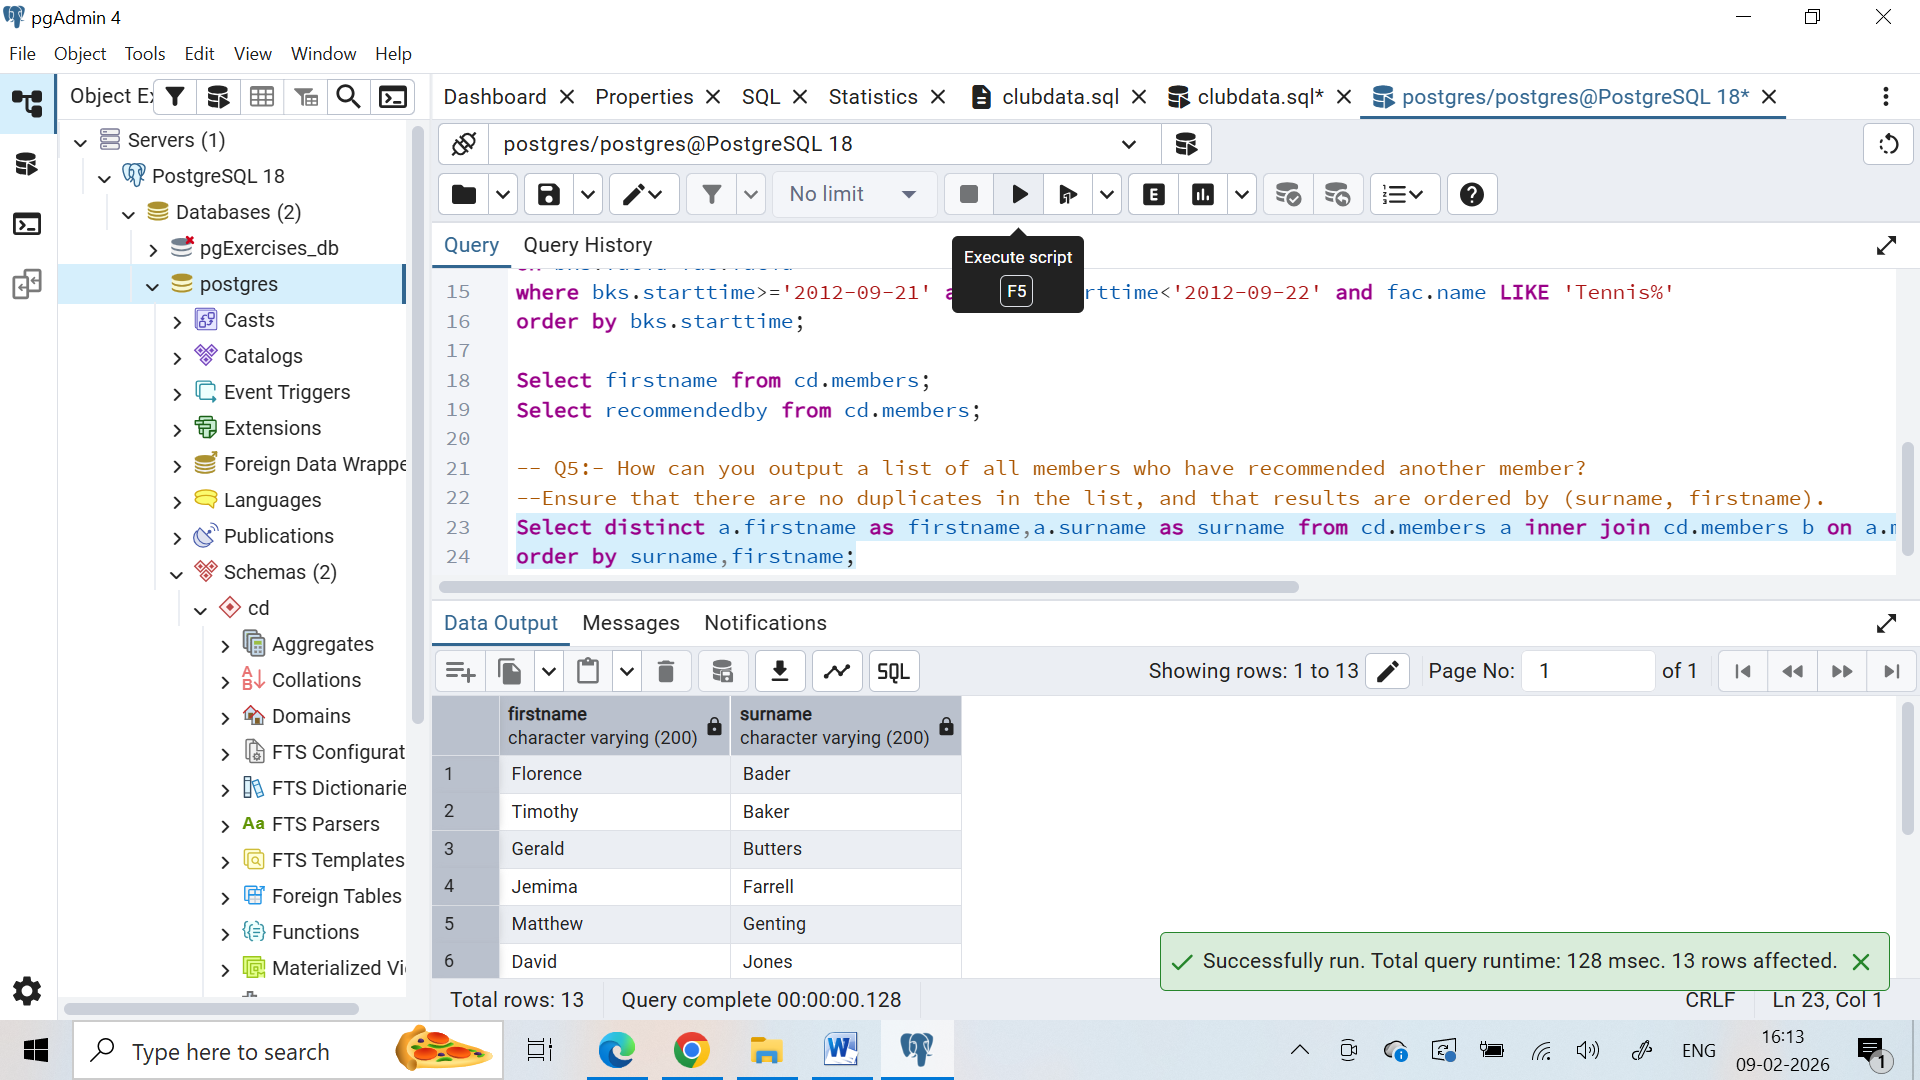 pgAdmin 4
File Object Tools Edit View Window Help
Object Ex
Dashboard Properties SQL Statistics clubdata.sql clubdata.sql* postgres/postgres@PostgreSQL 18*
Servers (1)
PostgreSQL 18
Databases (2)
pgExercises_db
postgres
Casts
Catalogs
Event Triggers
Extensions
Foreign Data Wrappe
Languages
Publications
Schemas (2)
cd
Aggregates
Collations
Domains
FTS Configurat
FTS Dictionarie
FTS Parsers
FTS Templates
Foreign Tables
Functions
Materialized Vi
postgres/postgres@PostgreSQL 18
No limit
E
Query Query History
Execute script
F5
15 where bks.starttime>='2012-09-21' a rttime<'2012-09-22' and fac.name LIKE 'Tennis%'
16 order by bks.starttime;
17
18 Select firstname from cd.members;
19 Select recommendedby from cd.members;
20
21 -- Q5:- How can you output a list of all members who have recommended another member?
22 --Ensure that there are no duplicates in the list, and that results are ordered by (surname, firstname).
23 Select distinct a.firstname as firstname,a.surname as surname from cd.members a inner join cd.members b on a.m
24 order by surname,firstname;
Data Output Messages Notifications
SQL
Showing rows: 1 to 13 Page No: 1 of 1
firstname surname
character varying (200) character varying (200)
1 Florence Bader
2 Timothy Baker
3 Gerald Butters
4 Jemima Farrell
5 Matthew Genting
6 David Jones
Successfully run. Total query runtime: 128 msec. 13 rows affected.
Total rows: 13 Query complete 00:00:00.128 CRLF Ln 23, Col 1
Type here to search
ENG
16:13
09-02-2026
1